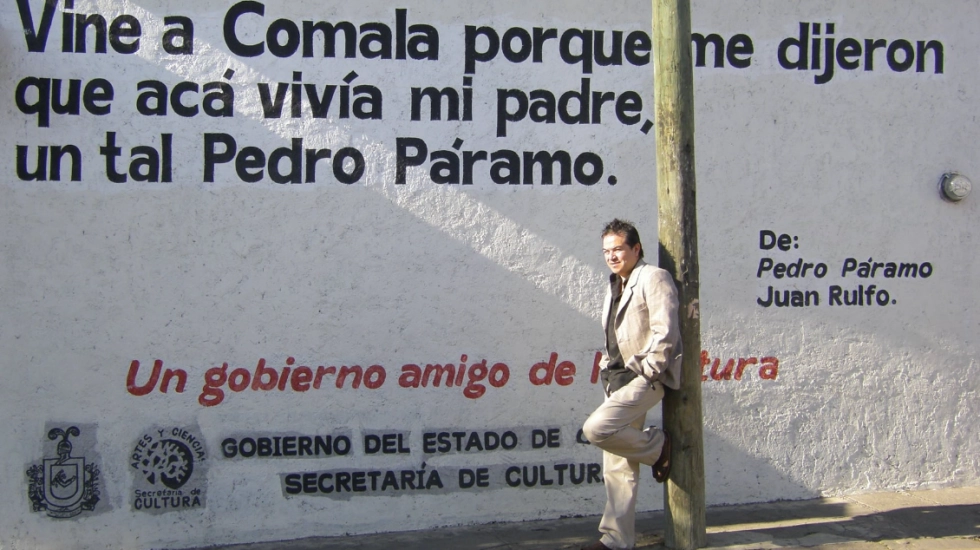 Vine a Comala porque me dijeron
que acá vivía mi padre,
un tal Pedro Páramo.
De:
Pedro Páramo
Juan Rulfo.
Un gobierno amigo de tura
GOBIERNO DEL ESTADO DE
SECRETARÍA DE CULTURA
ARTES Y CIENCIAS
Secretaría de
CULTURA